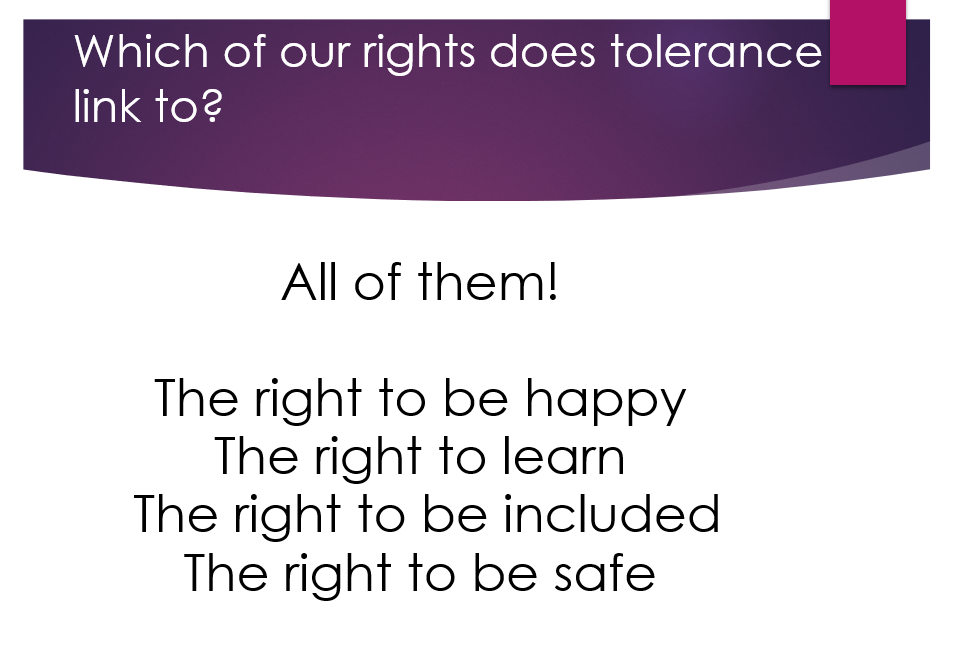 Which of our rights does tolerance
link to?
All of them!
The right to be happy
The right to learn
The right to be included
The right to be safe